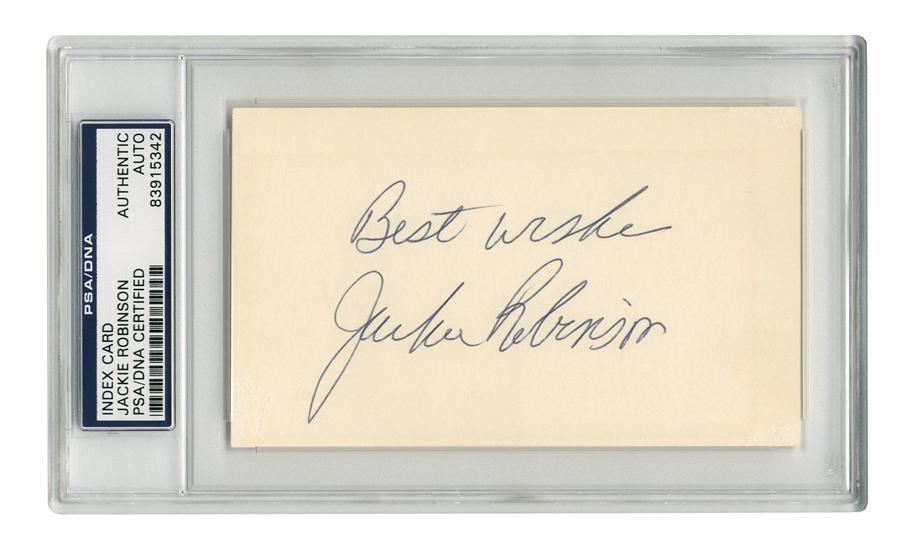 PSA/DNA
INDEX CARD
JACKIE ROBINSON
PSA/DNA CERTIFIED
AUTHENTIC
AUTO
83915342
Best wishe
Jackie Robinson